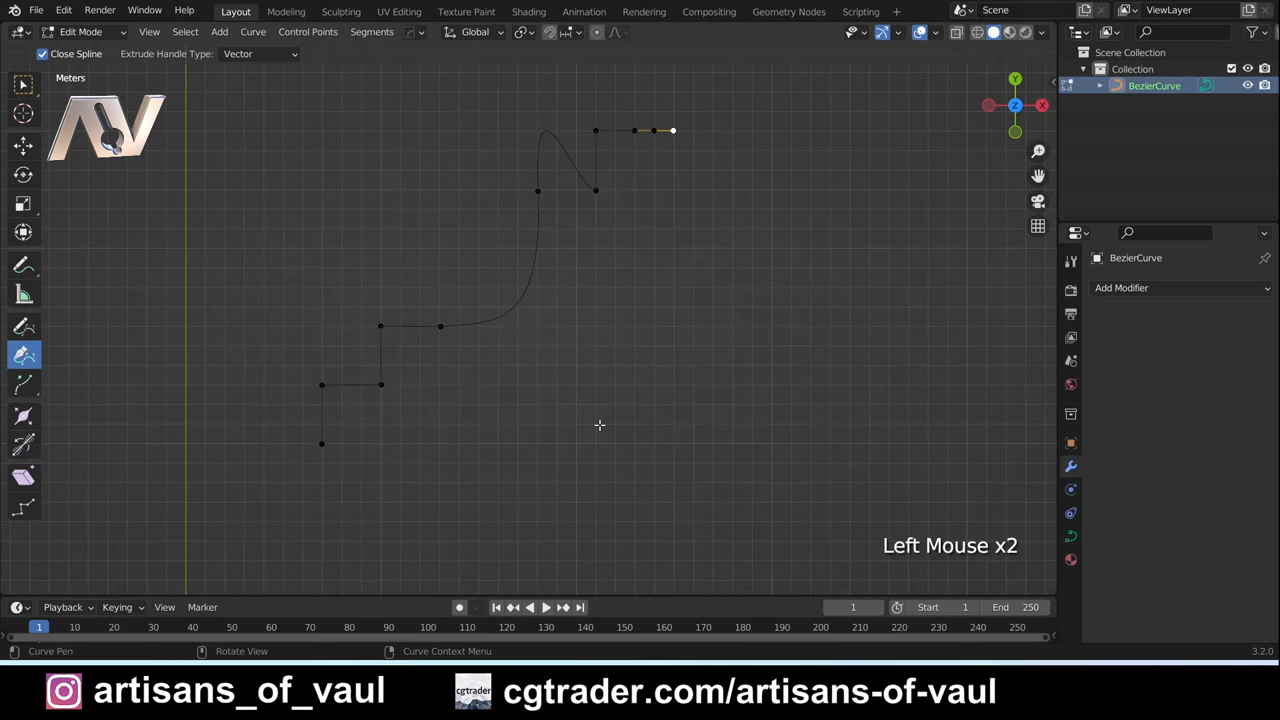 File Edit Render Window Help Layout Modeling Sculpting UV Editing Texture Paint Shading Animation Rendering Compositing Geometry Nodes Scripting + Scene ViewLayer
Edit Mode View Select Add Curve Control Points Segments Global
Close Spline Extrude Handle Type: Vector
Scene Collection
Collection
BezierCurve
Meters
AV
Y
Z X
BezierCurve
Add Modifier
Left Mouse x2
Playback Keying View Marker 1 Start 1 End 250
1 10 20 30 40 50 60 70 80 90 100 110 120 130 140 150 160 170 180 190 200 210 220 230 240 250
Curve Pen Rotate View Curve Context Menu 3.2.0
artisans_of_vaul cgtrader cgtrader.com/artisans-of-vaul